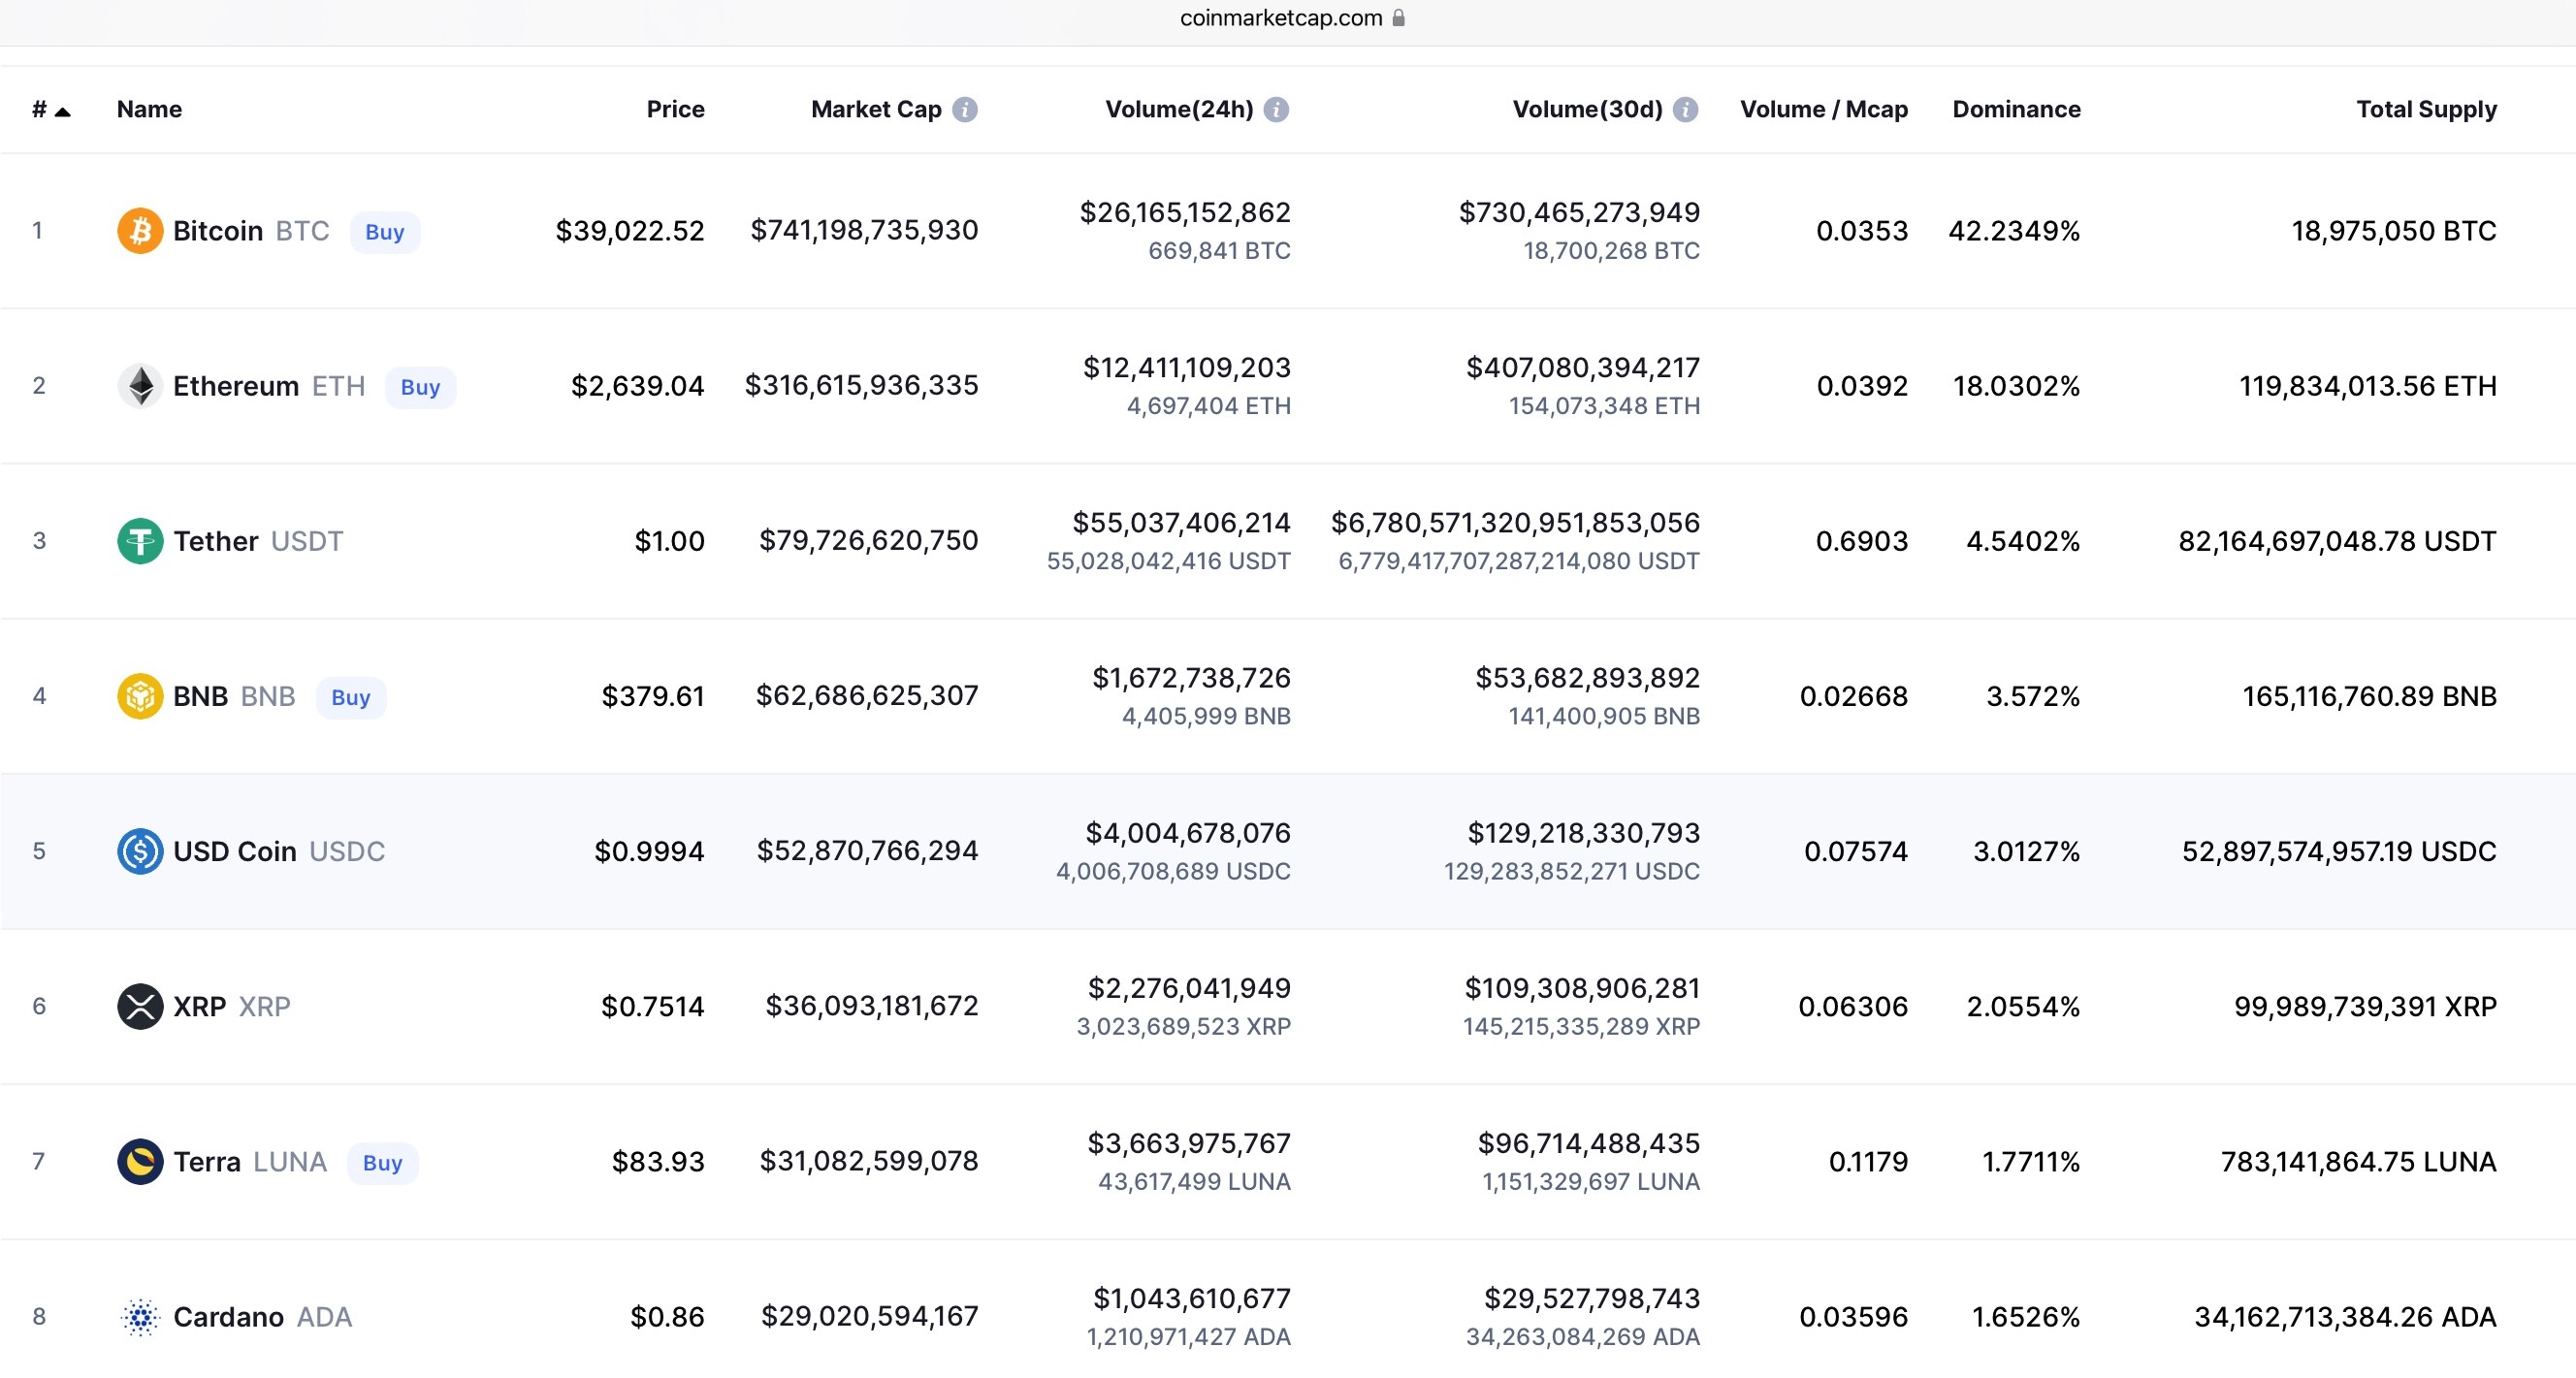 coinmarketcap.com
# Name Price Market Cap Volume(24h) Volume(30d) Volume / Mcap Dominance Total Supply
1 Bitcoin BTC Buy $39,022.52 $741,198,735,930 $26,165,152,862 $730,465,273,949 0.0353 42.2349% 18,975,050 BTC
669,841 BTC 18,700,268 BTC
2 Ethereum ETH Buy $2,639.04 $316,615,936,335 $12,411,109,203 $407,080,394,217 0.0392 18.0302% 119,834,013.56 ETH
4,697,404 ETH 154,073,348 ETH
3 Tether USDT $1.00 $79,726,620,750 $55,037,406,214 $6,780,571,320,951,853,056 0.6903 4.5402% 82,164,697,048.78 USDT
55,028,042,416 USDT 6,779,417,707,287,214,080 USDT
4 BNB BNB Buy $379.61 $62,686,625,307 $1,672,738,726 $53,682,893,892 0.02668 3.572% 165,116,760.89 BNB
4,405,999 BNB 141,400,905 BNB
5 USD Coin USDC $0.9994 $52,870,766,294 $4,004,678,076 $129,218,330,793 0.07574 3.0127% 52,897,574,957.19 USDC
4,006,708,689 USDC 129,283,852,271 USDC
6 XRP XRP $0.7514 $36,093,181,672 $2,276,041,949 $109,308,906,281 0.06306 2.0554% 99,989,739,391 XRP
3,023,689,523 XRP 145,215,335,289 XRP
7 Terra LUNA Buy $83.93 $31,082,599,078 $3,663,975,767 $96,714,488,435 0.1179 1.7711% 783,141,864.75 LUNA
43,617,499 LUNA 1,151,329,697 LUNA
8 Cardano ADA $0.86 $29,020,594,167 $1,043,610,677 $29,527,798,743 0.03596 1.6526% 34,162,713,384.26 ADA
1,210,971,427 ADA 34,263,084,269 ADA